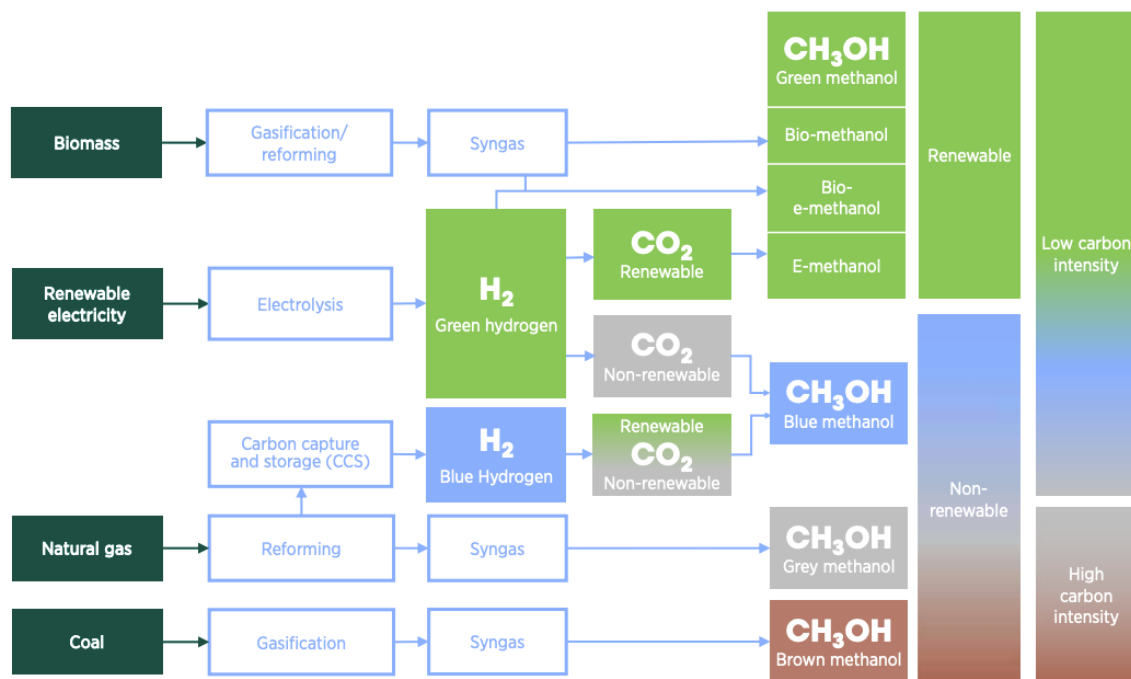 CH₃OH
Green methanol
Biomass
Gasification/
reforming
Syngas
Bio-methanol
Renewable
Bio-
e-methanol
Low carbon
intensity
Renewable
electricity
Electrolysis
H₂
Green hydrogen
CO₂
Renewable
E-methanol
CO₂
Non-renewable
CH₃OH
Blue methanol
Carbon capture
and storage (CCS)
H₂
Blue Hydrogen
Renewable
CO₂
Non-renewable
Non-
renewable
Natural gas
Reforming
Syngas
CH₃OH
Grey methanol
High
carbon
intensity
Coal
Gasification
Syngas
CH₃OH
Brown methanol